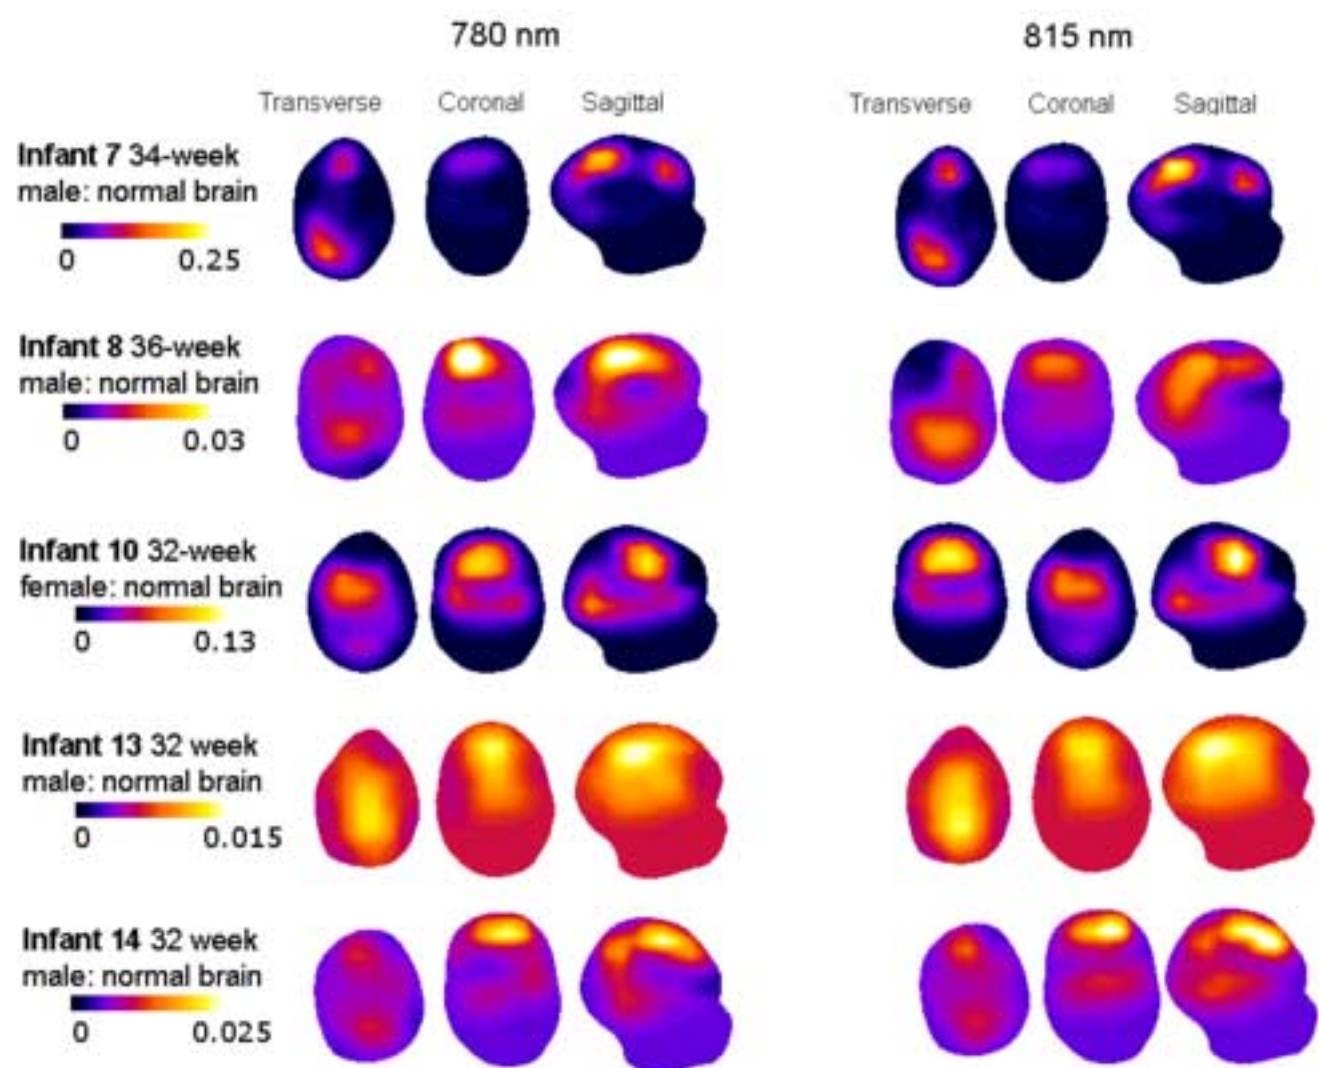 780 nm 815 nm
Transverse Coronal Sagittal Transverse Coronal Sagittal
Infant 7 34-week
male: normal brain
0 0.25
Infant 8 36-week
male: normal brain
0 0.03
Infant 10 32-week
female: normal brain
0 0.13
Infant 13 32 week
male: normal brain
0 0.015
Infant 14 32 week
male: normal brain
0 0.025